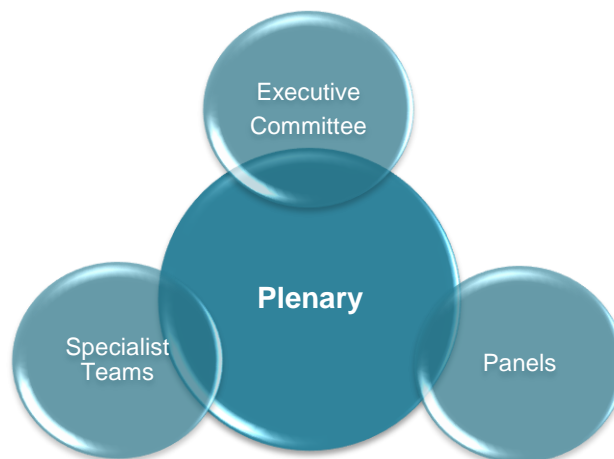 Executive
Committee
Plenary
Specialist
Teams
Panels